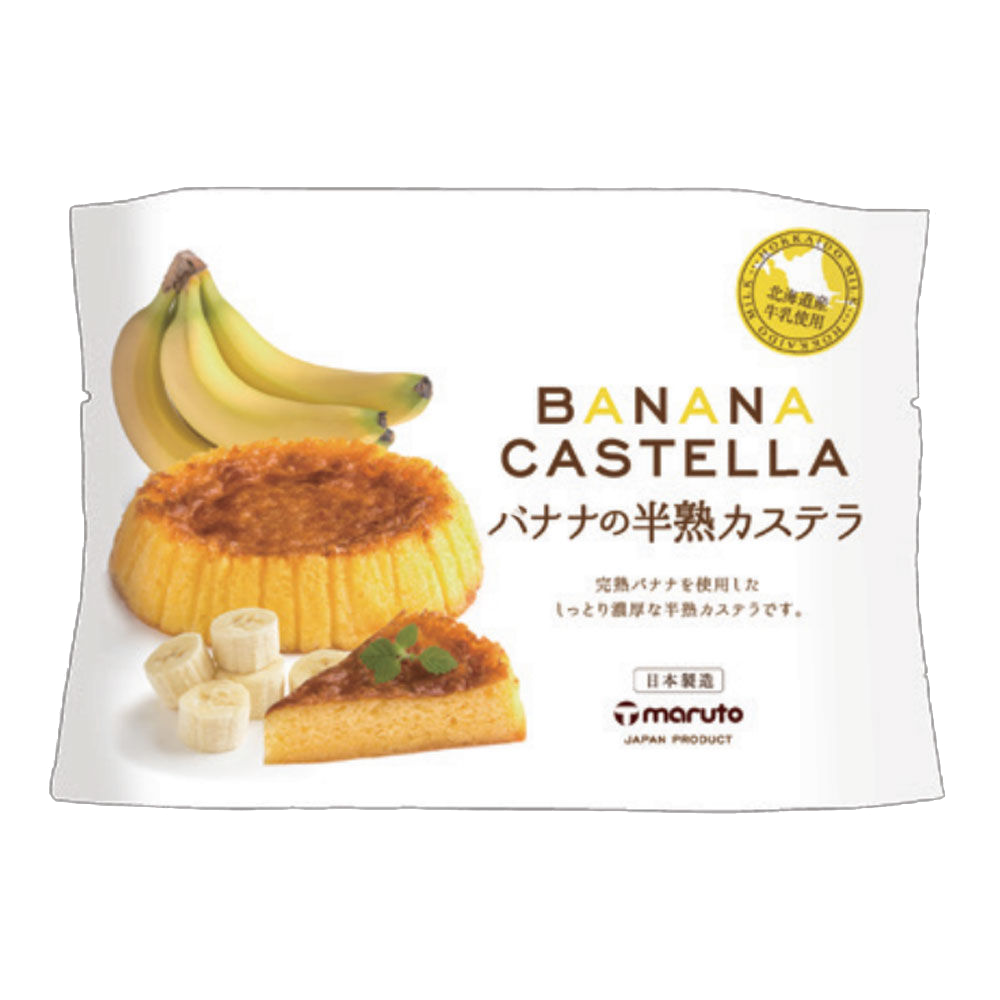 HOKKAIDO MILK
HOKKAIDO MILK
北海道産
牛乳使用
BANANA
CASTELLA
バナナの半熟カステラ
完熟バナナを使用した
しっとり濃厚な半熟カステラです。
日本製造
maruto
JAPAN PRODUCT